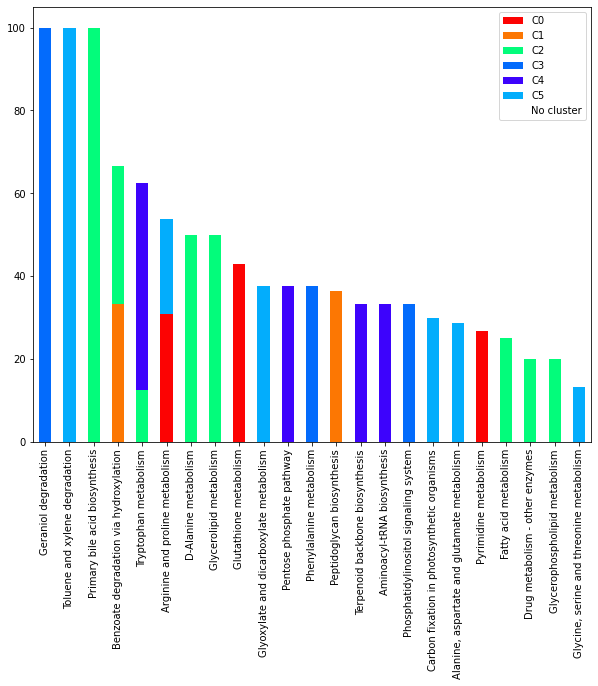 100
80
60
40
20
0
C0
C1
C2
C3
C4
C5
No cluster
Geraniol degradation
Toluene and xylene degradation
Primary bile acid biosynthesis
Benzoate degradation via hydroxylation
Tryptophan metabolism
Arginine and proline metabolism
D-Alanine metabolism
Glycerolipid metabolism
Glutathione metabolism
Glyoxylate and dicarboxylate metabolism
Pentose phosphate pathway
Phenylalanine metabolism
Peptidoglycan biosynthesis
Terpenoid backbone biosynthesis
Aminoacyl-tRNA biosynthesis
Phosphatidylinositol signaling system
Carbon fixation in photosynthetic organisms
Alanine, aspartate and glutamate metabolism
Pyrimidine metabolism
Fatty acid metabolism
Drug metabolism - other enzymes
Glycerophospholipid metabolism
Glycine, serine and threonine metabolism